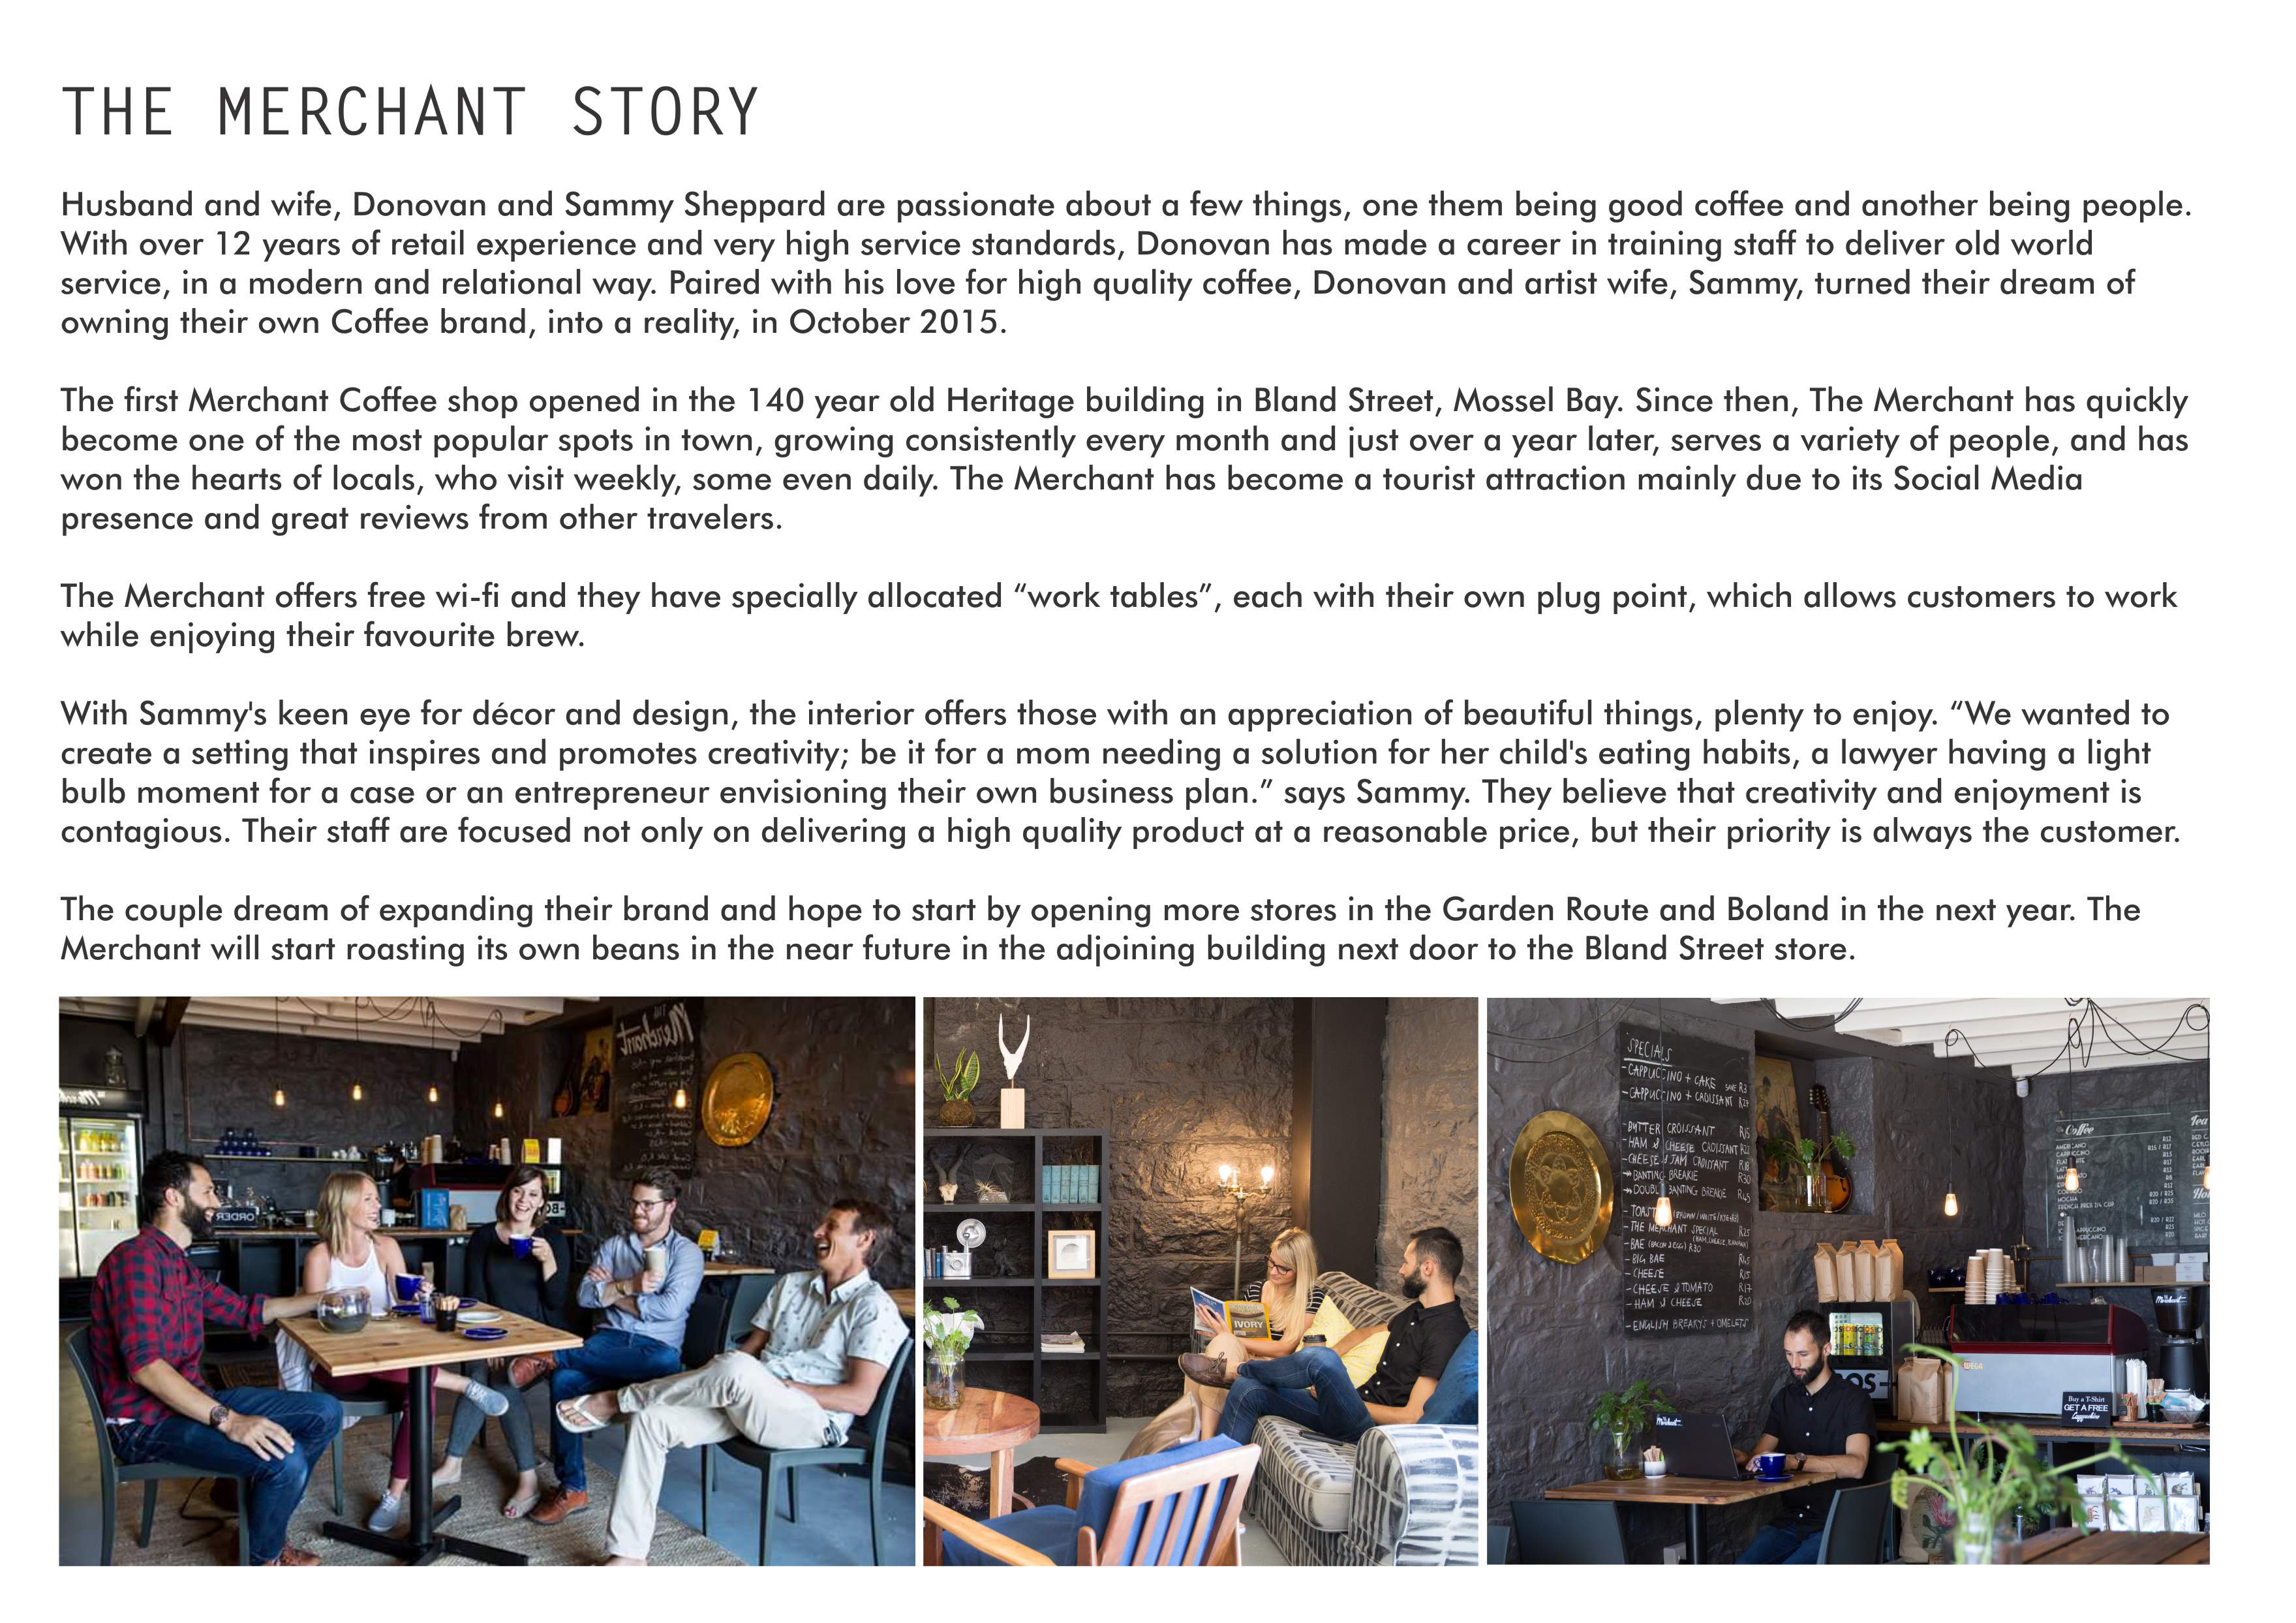 THE MERCHANT STORY
Husband and wife, Donovan and Sammy Sheppard are passionate about a few things, one them being good coffee and another being people.
With over 12 years of retail experience and very high service standards, Donovan has made a career in training staff to deliver old world
service, in a modern and relational way. Paired with his love for high quality coffee, Donovan and artist wife, Sammy, turned their dream of
owning their own Coffee brand, into a reality, in October 2015.
The first Merchant Coffee shop opened in the 140 year old Heritage building in Bland Street, Mossel Bay. Since then, The Merchant has quickly
become one of the most popular spots in town, growing consistently every month and just over a year later, serves a variety of people, and has
won the hearts of locals, who visit weekly, some even daily. The Merchant has become a tourist attraction mainly due to its Social Media
presence and great reviews from other travelers.
The Merchant offers free wi-fi and they have specially allocated “work tables”, each with their own plug point, which allows customers to work
while enjoying their favourite brew.
With Sammy's keen eye for décor and design, the interior offers those with an appreciation of beautiful things, plenty to enjoy. “We wanted to
create a setting that inspires and promotes creativity; be it for a mom needing a solution for her child's eating habits, a lawyer having a light
bulb moment for a case or an entrepreneur envisioning their own business plan.” says Sammy. They believe that creativity and enjoyment is
contagious. Their staff are focused not only on delivering a high quality product at a reasonable price, but their priority is always the customer.
The couple dream of expanding their brand and hope to start by opening more stores in the Garden Route and Boland in the next year. The
Merchant will start roasting its own beans in the near future in the adjoining building next door to the Bland Street store.
Merchant
ORDER
IVORY
SPECIALS
-CAPPUCCINO + CAKE
-CAPPUCCINO + CROISSANT
-BUTTER CROISSANT R15
-HAM & CHEESE CROISSANT
-CHEESE & JAM CROISSANT
BANTING BREAKIE R30
DOUBLE BANTING BREAKIE R45
-TOAST
-THE MERCHANT SPECIAL R25
-BAE (BACON & EGG) R30
-BIG BAE R45
-CHEESE R15
-CHEESE & TOMATO R17
-HAM & CHEESE R20
-ENGLISH BREAKYS + OMELETS
Coffee
AMERICANO
CAPPUCCINO
MOCHA
Tea
Merchant
WEGA
Buy a T-Shirt
GET A FREE
Cappuccino
Merchant